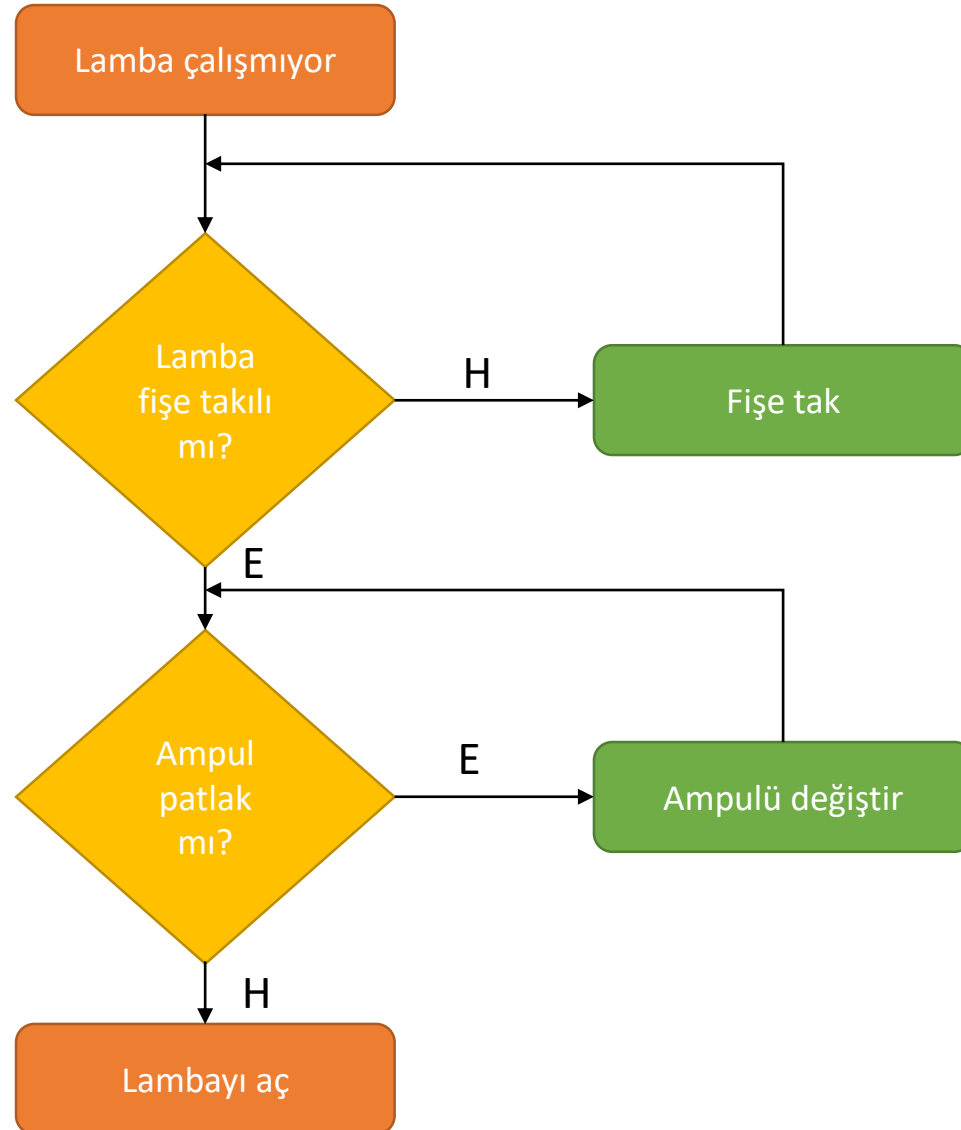 Lamba çalışmıyor
Lamba
fişe takılı
mı?
H
Fişe tak
E
Ampul
patlak
mı?
E
Ampulü değiştir
H
Lambayı aç